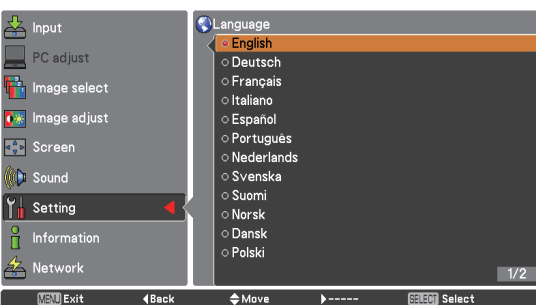 Input
PC adjust
Image select
Image adjust
Screen
Sound
Setting
Information
Network
Language
English
Deutsch
Français
Italiano
Español
Português
Nederlands
Svenska
Suomi
Norsk
Dansk
Polski
1/2
MENU Exit Back Move ----- SELECT Select